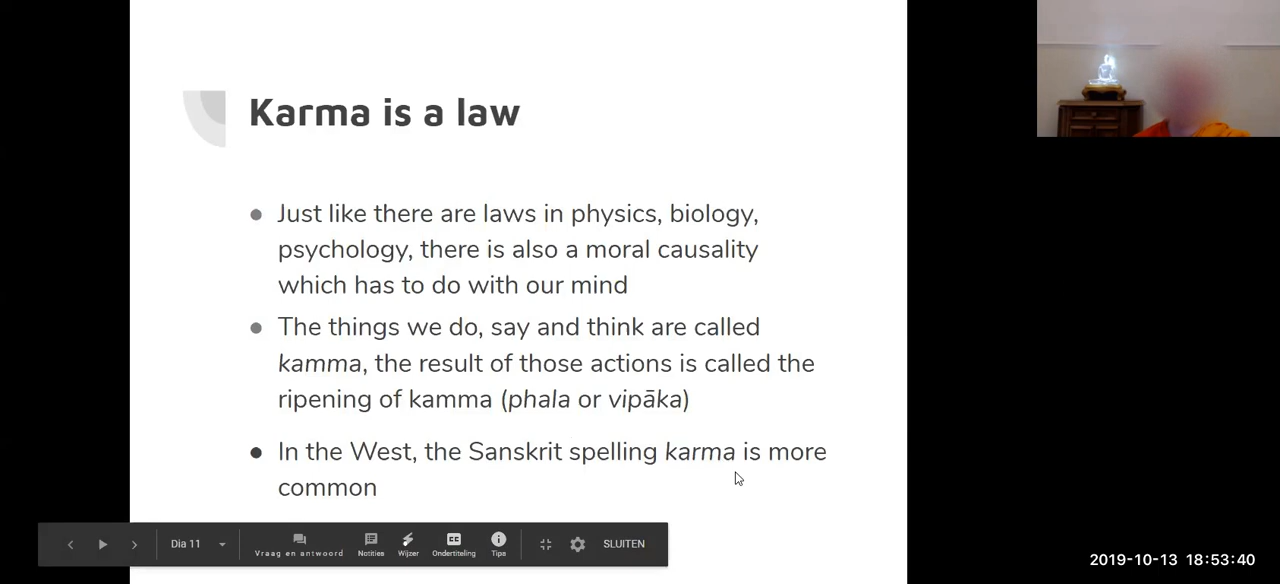 Karma is a law
Just like there are laws in physics, biology,
psychology, there is also a moral causality
which has to do with our mind
The things we do, say and think are called
kamma, the result of those actions is called the
ripening of kamma (phala or vipāka)
In the West, the Sanskrit spelling karma is more
common
Dia 11
Vraag en antwoord
Notities
Wijzer
Ondertiteling
Tips
SLUITEN
2019-10-13 18:53:40